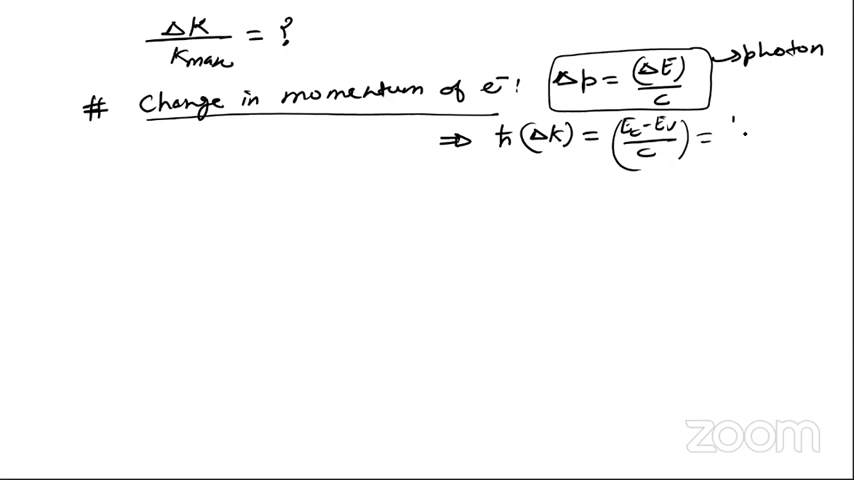 ΔK / Kmax = ?
# Change in momentum of e⁻: Δp = (ΔE)/c → photon
⇒ ħ(ΔK) = (Ec - Ev / c) =
zoom